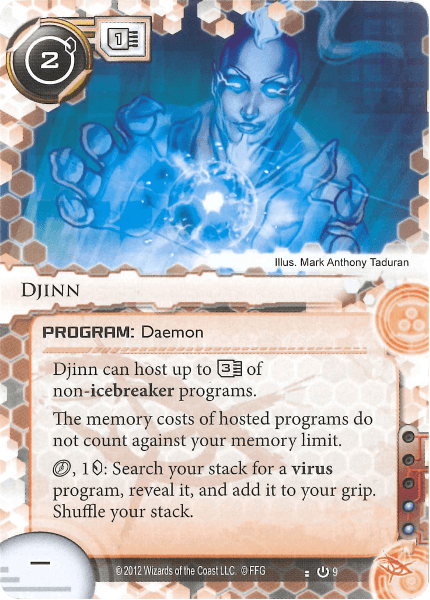 2
1
Illus. Mark Anthony Taduran
DJINN
PROGRAM: Daemon
Djinn can host up to 3 of
non-icebreaker programs.
The memory costs of hosted programs do
not count against your memory limit.
, 1: Search your stack for a virus
program, reveal it, and add it to your grip.
Shuffle your stack.
–
© 2012 Wizards of the Coast LLC. © FFG
9